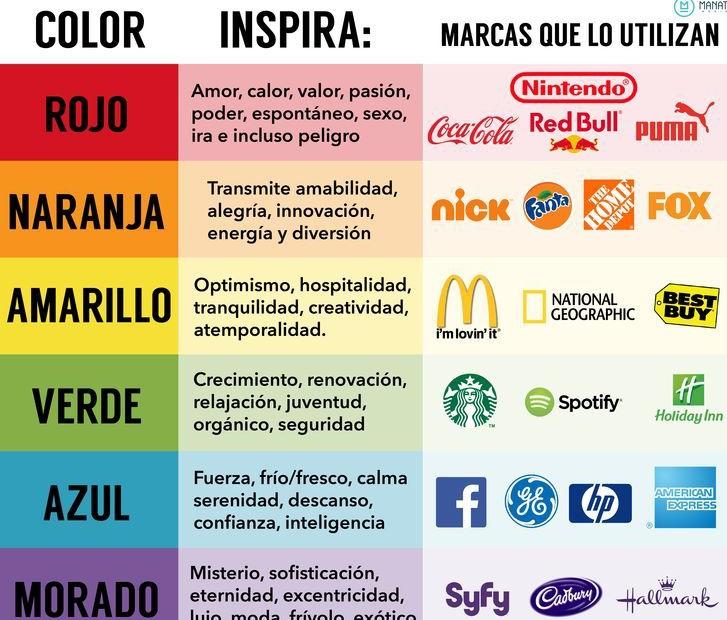 MANAT
COLOR
INSPIRA:
MARCAS QUE LO UTILIZAN
ROJO
Amor, calor, valor, pasión,
poder, espontáneo, sexo,
ira e incluso peligro
Nintendo®
Coca-Cola
Red Bull
PUMA
NARANJA
Transmite amabilidad,
alegría, innovación,
energía y diversión
nick
Fanta
THE
HOME
DEPOT
FOX
AMARILLO
Optimismo, hospitalidad,
tranquilidad, creatividad,
atemporalidad.
i'm lovin' it
NATIONAL
GEOGRAPHIC
BEST
BUY
VERDE
Crecimiento, renovación,
relajación, juventud,
orgánico, seguridad
Spotify
H
Holiday Inn
AZUL
Fuerza, frío/fresco, calma
serenidad, descanso,
confianza, inteligencia
f
GE
hp
AMERICAN
EXPRESS
®
MORADO
Misterio, sofisticación,
eternidad, excentricidad,
lujo, moda, frívolo, exótico
Syfy
Cadbury
Hallmark